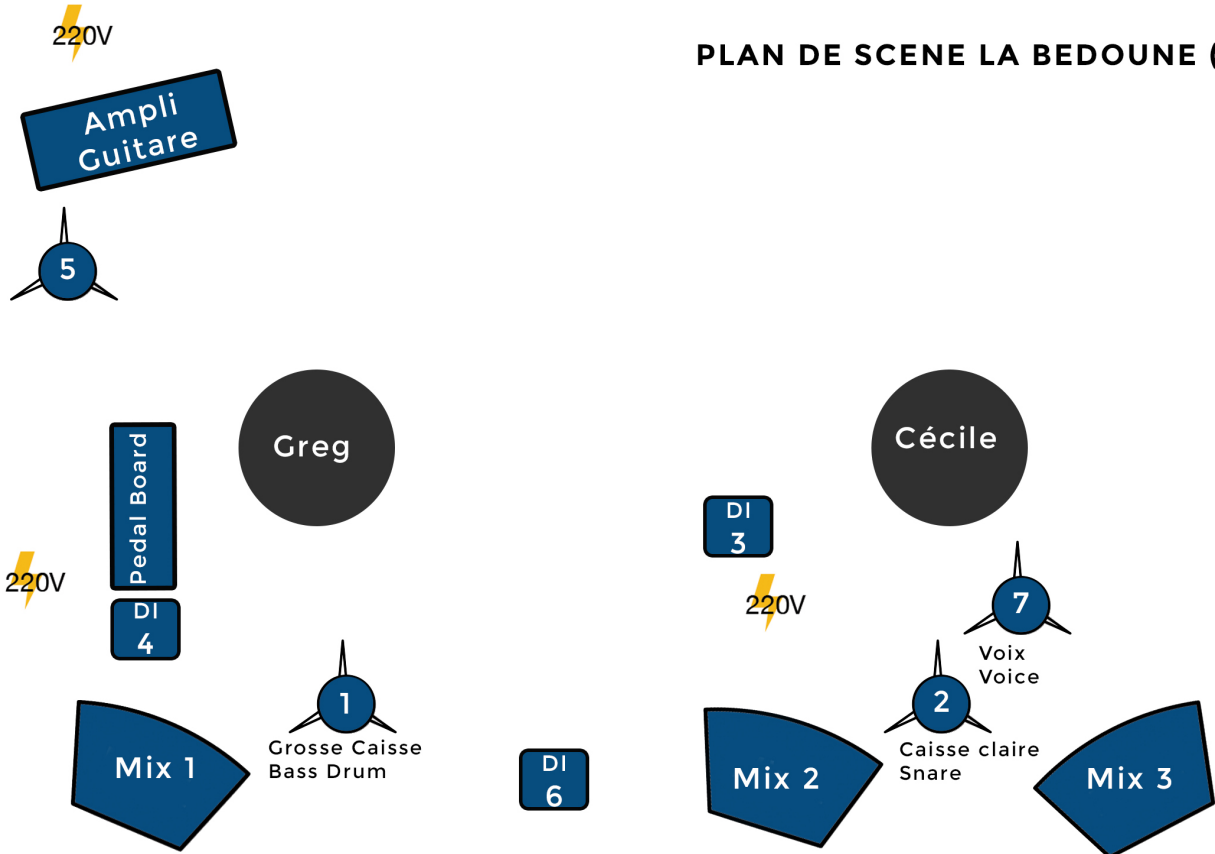 220V
PLAN DE SCENE LA BEDOUNE (
Ampli
Guitare
5
Greg
Cécile
Pedal Board
DI
3
220V
220V
DI
4
7
Voix
Voice
1
Grosse Caisse
Bass Drum
2
Caisse claire
Snare
Mix 1
DI
6
Mix 2
Mix 3